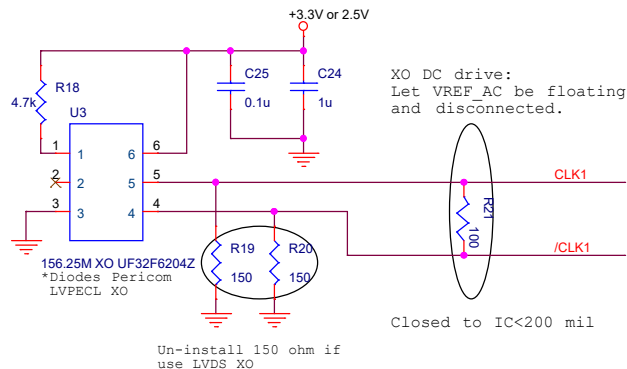 +3.3V or 2.5V
R18
4.7k
C25
0.1u
C24
1u
XO DC drive:
Let VREF_AC be floating
and disconnected.
U3
1
6
1
6
2
2
5
5
CLK1
3
3
4
4
R21
100
/CLK1
R19
150
R20
150
156.25M XO UF32F6204Z
*Diodes Pericom
LVPECL XO
Closed to IC<200 mil
Un-install 150 ohm if
use LVDS XO